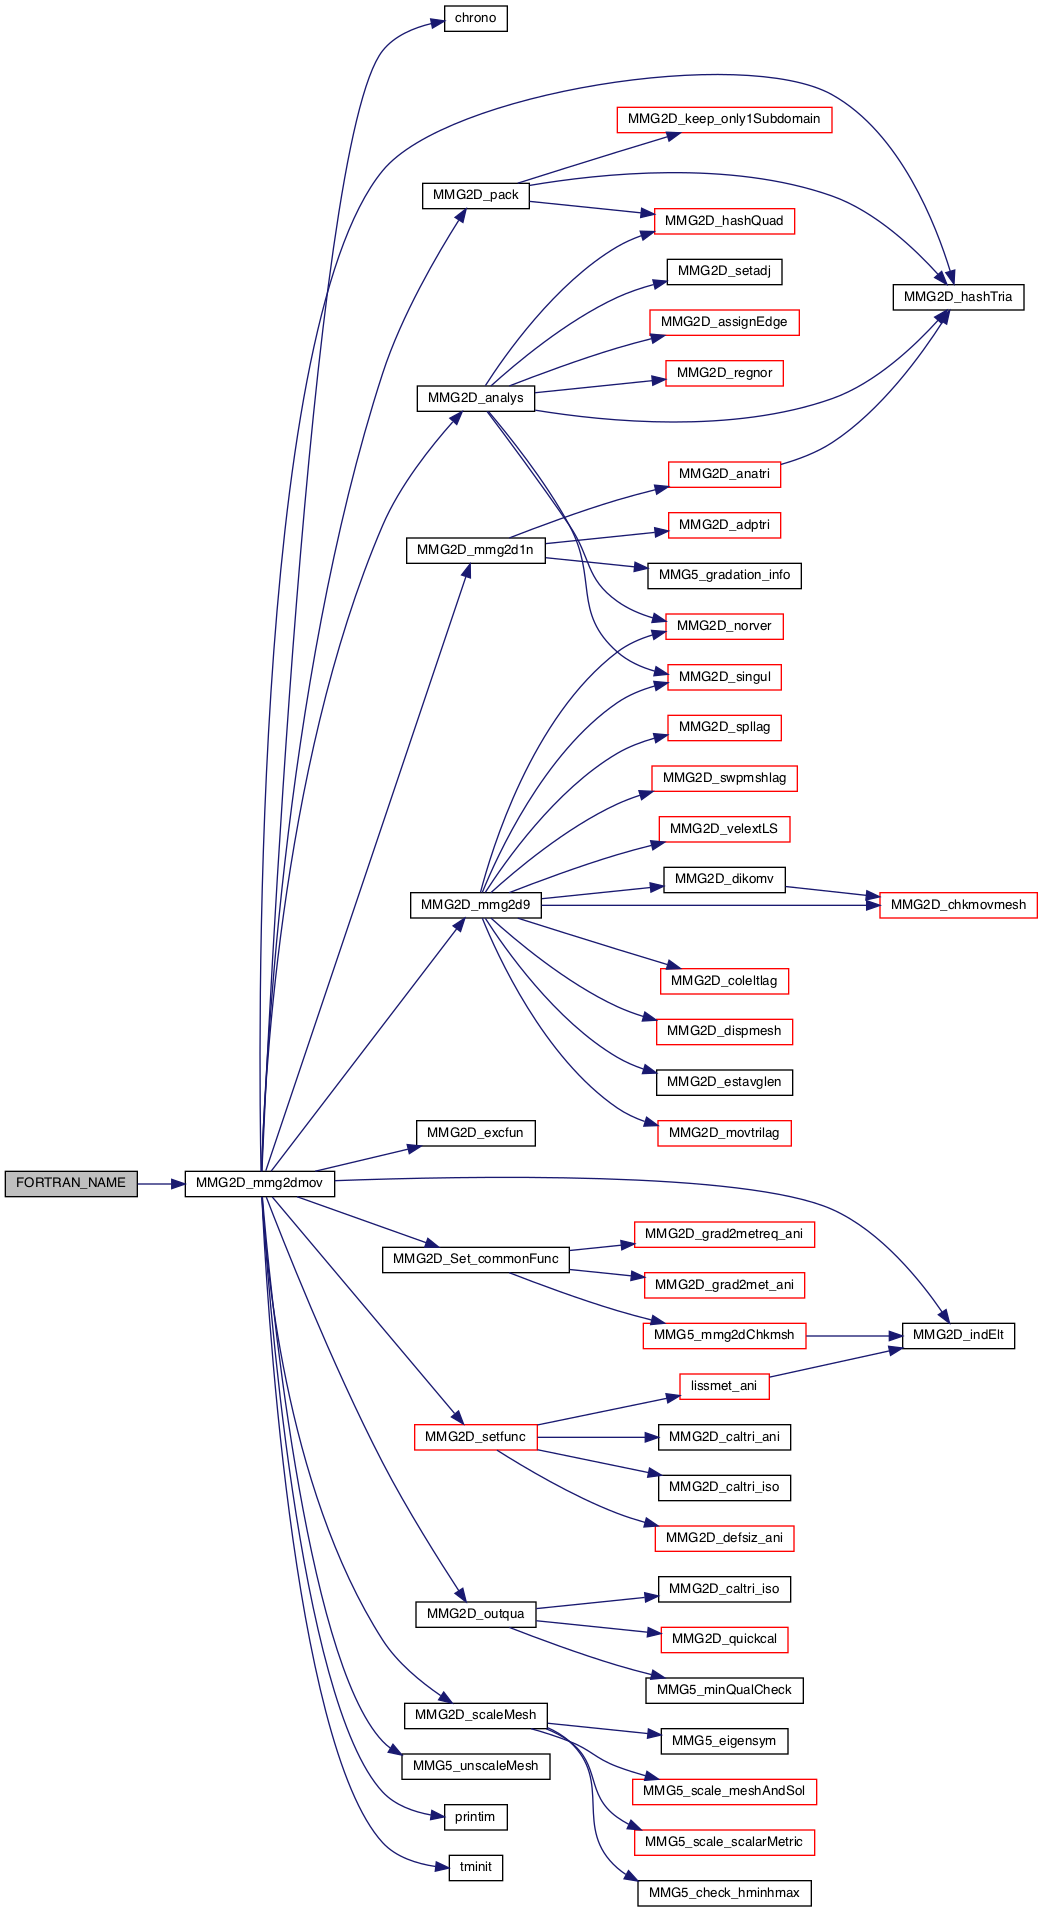 chrono
MMG2D_keep_only1Subdomain
MMG2D_pack
MMG2D_hashQuad
MMG2D_setadj
MMG2D_hashTria
MMG2D_assignEdge
MMG2D_regnor
MMG2D_analys
MMG2D_anatri
MMG2D_adptri
MMG2D_mmg2d1n
MMG5_gradation_info
MMG2D_norver
MMG2D_singul
MMG2D_spllag
MMG2D_swpmshlag
MMG2D_velextLS
MMG2D_dikomv
MMG2D_mmg2d9
MMG2D_chkmovmesh
MMG2D_coleltlag
MMG2D_dispmesh
MMG2D_estavglen
MMG2D_excfun
MMG2D_movtrilag
FORTRAN_NAME
MMG2D_mmg2dmov
MMG2D_grad2metreq_ani
MMG2D_Set_commonFunc
MMG2D_grad2met_ani
MMG5_mmg2dChkmsh
MMG2D_indElt
lissmet_ani
MMG2D_setfunc
MMG2D_caltri_ani
MMG2D_caltri_iso
MMG2D_defsiz_ani
MMG2D_caltri_iso
MMG2D_outqua
MMG2D_quickcal
MMG5_minQualCheck
MMG2D_scaleMesh
MMG5_eigensym
MMG5_unscaleMesh
MMG5_scale_meshAndSol
printim
MMG5_scale_scalarMetric
tminit
MMG5_check_hminhmax